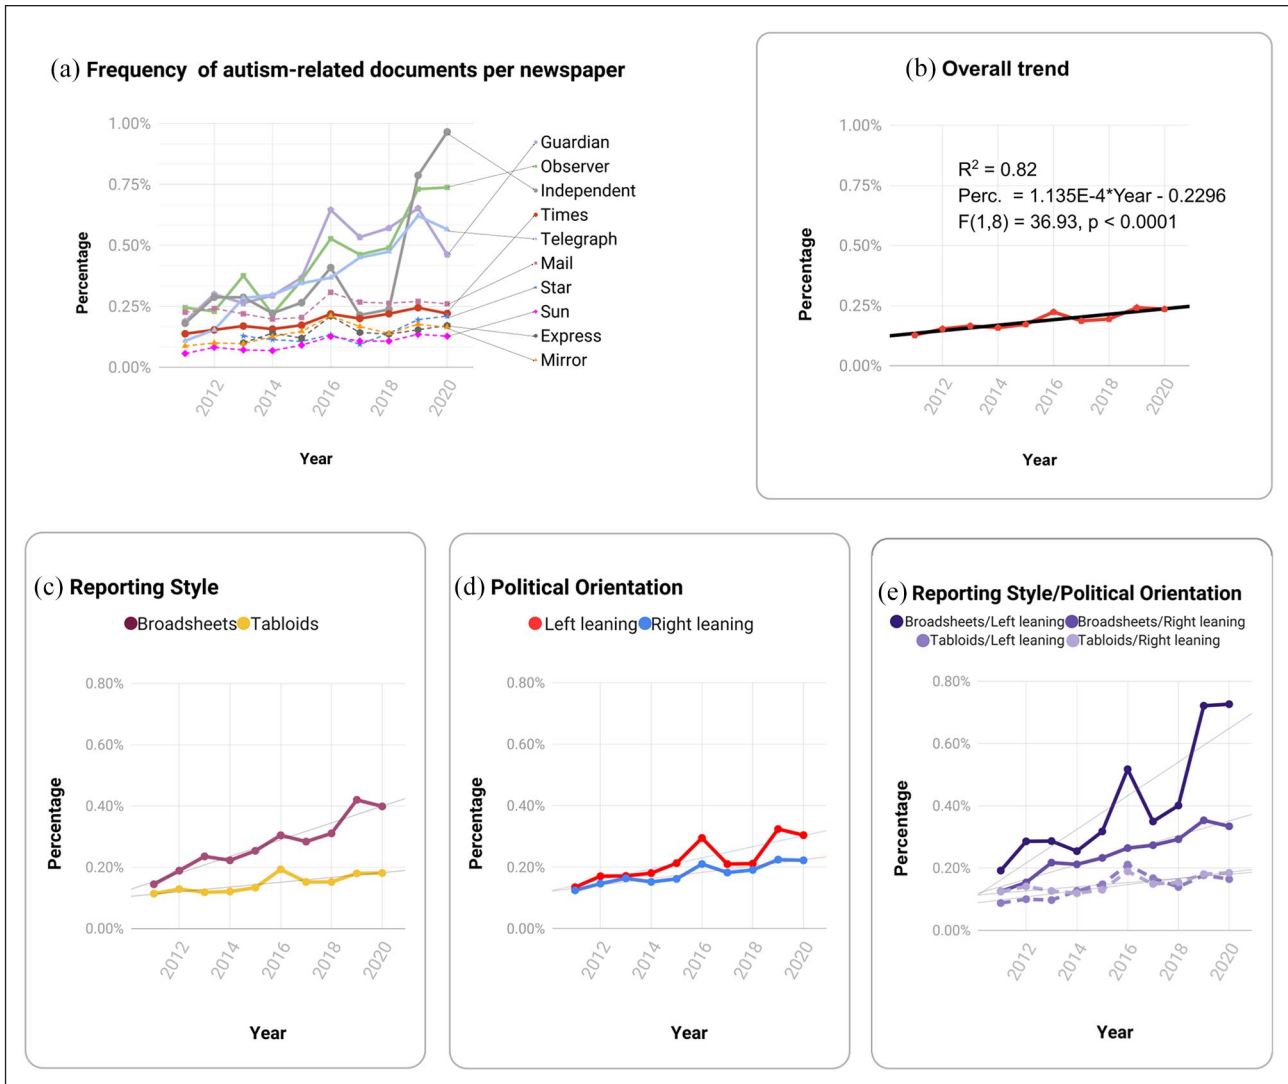 (a) Frequency of autism-related documents per newspaper
1.00%
0.75%
0.50%
0.25%
0.00%
Percentage
2012
2014
2016
2018
2020
Year
Guardian
Observer
Independent
Times
Telegraph
Mail
Star
Sun
Express
Mirror
(b) Overall trend
1.00%
0.75%
0.50%
0.25%
0.00%
Percentage
R² = 0.82
Perc. = 1.135E-4*Year - 0.2296
F(1,8) = 36.93, p < 0.0001
2012
2014
2016
2018
2020
Year
(c) Reporting Style
Broadsheets Tabloids
0.80%
0.60%
0.40%
0.20%
0.00%
Percentage
2012
2014
2016
2018
2020
Year
(d) Political Orientation
Left leaning Right leaning
0.80%
0.60%
0.40%
0.20%
0.00%
Percentage
2012
2014
2016
2018
2020
Year
(e) Reporting Style/Political Orientation
Broadsheets/Left leaning Broadsheets/Right leaning
Tabloids/Left leaning Tabloids/Right leaning
0.80%
0.60%
0.40%
0.20%
0.00%
Percentage
2012
2014
2016
2018
2020
Year